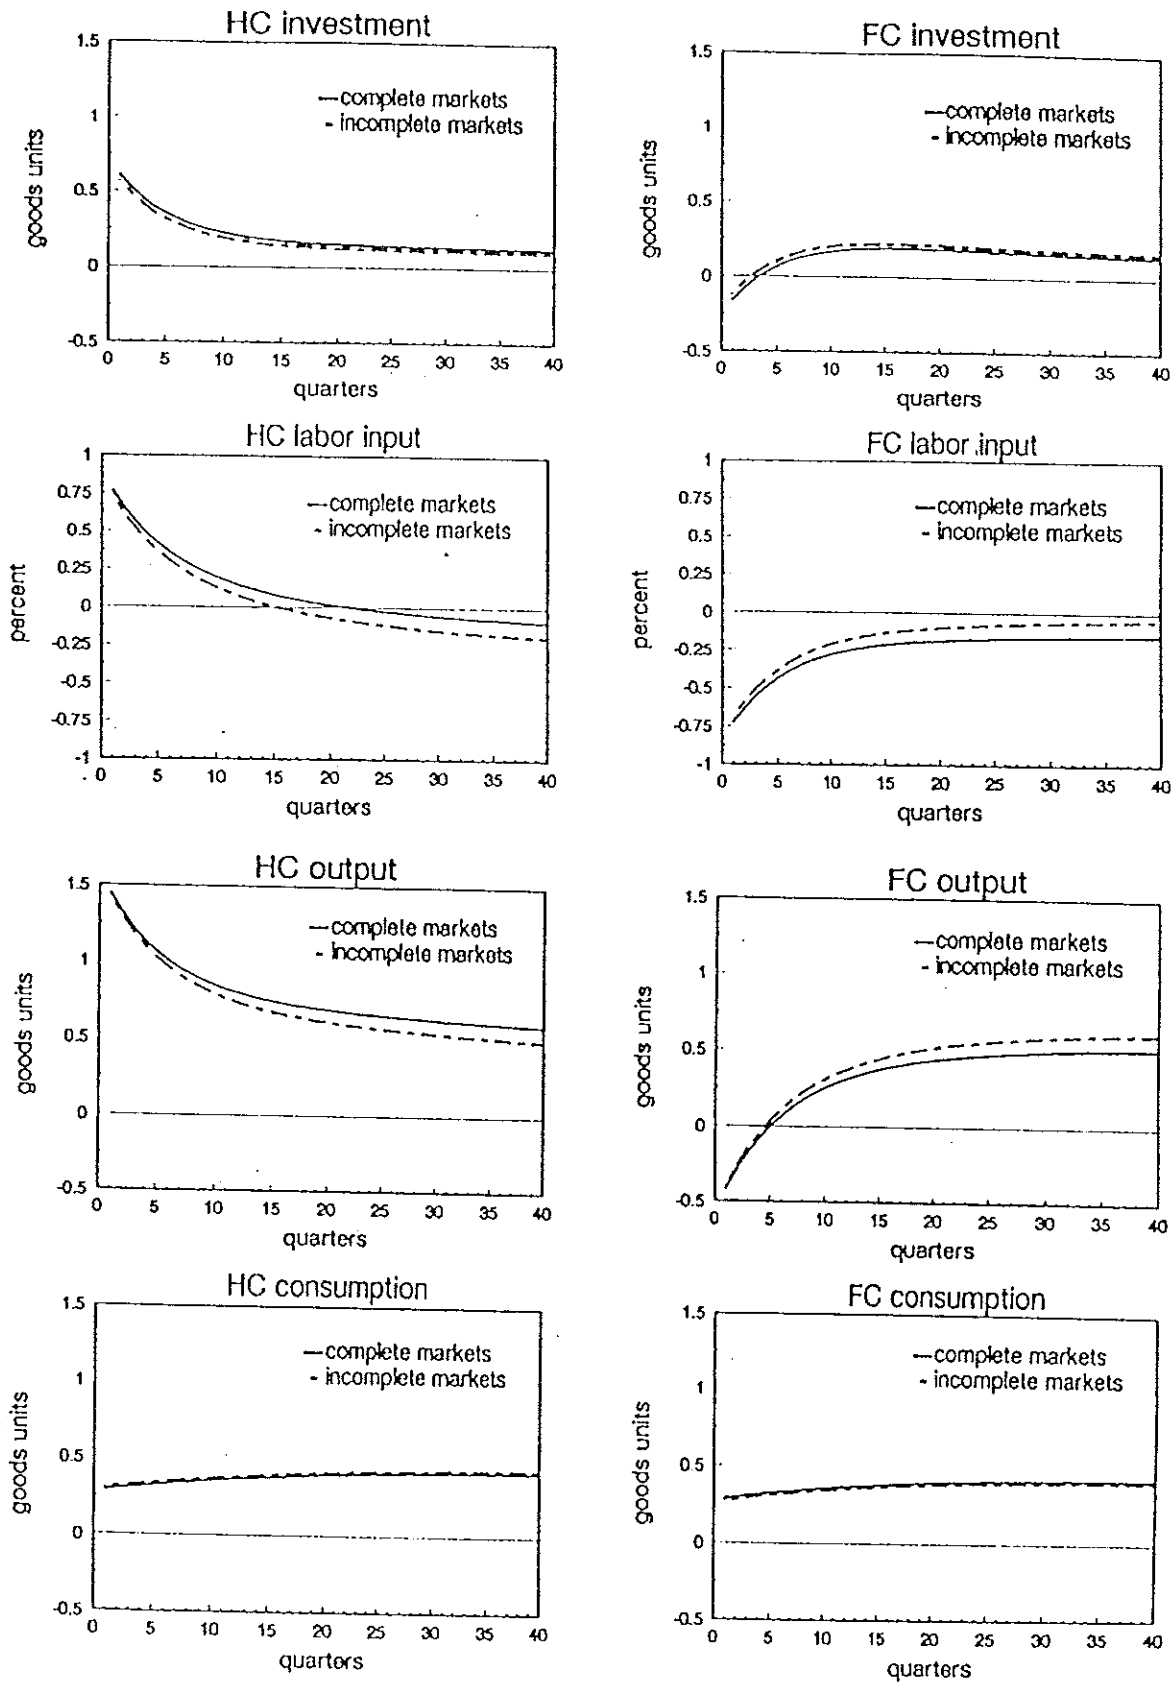 HC investment
1.5
1
0.5
0
-0.5
goods units
complete markets
incomplete markets
0 5 10 15 20 25 30 35 40
quarters
FC investment
1.5
1
0.5
0
-0.5
goods units
complete markets
incomplete markets
0 5 10 15 20 25 30 35 40
quarters
HC labor input
1
0.75
0.5
0.25
0
-0.25
-0.5
-0.75
-1
percent
complete markets
incomplete markets
0 5 10 15 20 25 30 35 40
quarters
FC labor input
1
0.75
0.5
0.25
0
-0.25
-0.5
-0.75
-1
percent
complete markets
incomplete markets
0 5 10 15 20 25 30 35 40
quarters
HC output
1.5
1
0.5
0
-0.5
goods units
complete markets
incomplete markets
0 5 10 15 20 25 30 35 40
quarters
FC output
1.5
1
0.5
0
-0.5
goods units
complete markets
incomplete markets
0 5 10 15 20 25 30 35 40
quarters
HC consumption
1.5
1
0.5
0
-0.5
goods units
complete markets
incomplete markets
0 5 10 15 20 25 30 35 40
quarters
FC consumption
1.5
1
0.5
0
-0.5
goods units
complete markets
incomplete markets
0 5 10 15 20 25 30 35 40
quarters